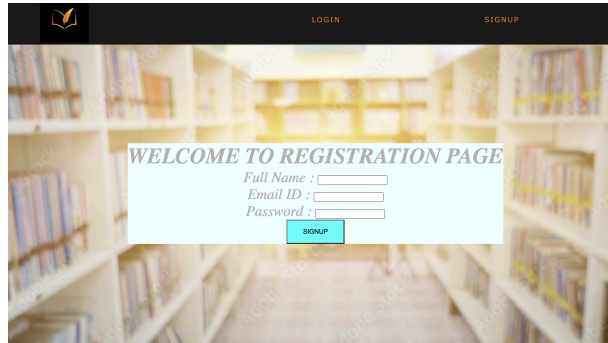 LOGIN SIGNUP
WELCOME TO REGISTRATION PAGE
Full Name :
Email ID :
Password :
SIGNUP